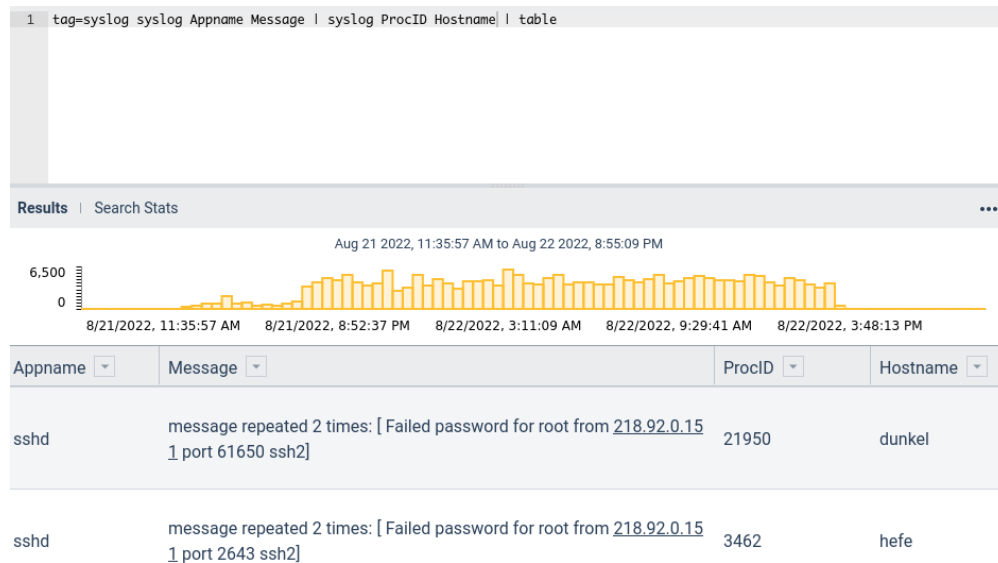 1 tag=syslog syslog Appname Message | syslog ProcID Hostname | table
Results | Search Stats
Aug 21 2022, 11:35:57 AM to Aug 22 2022, 8:55:09 PM
6,500
0
8/21/2022, 11:35:57 AM 8/21/2022, 8:52:37 PM 8/22/2022, 3:11:09 AM 8/22/2022, 9:29:41 AM 8/22/2022, 3:48:13 PM
Appname Message ProcID Hostname
message repeated 2 times: [ Failed password for root from 218.92.0.15
sshd 21950 dunkel
1 port 61650 ssh2]
message repeated 2 times: [ Failed password for root from 218.92.0.15
sshd 3462 hefe
1 port 2643 ssh2]